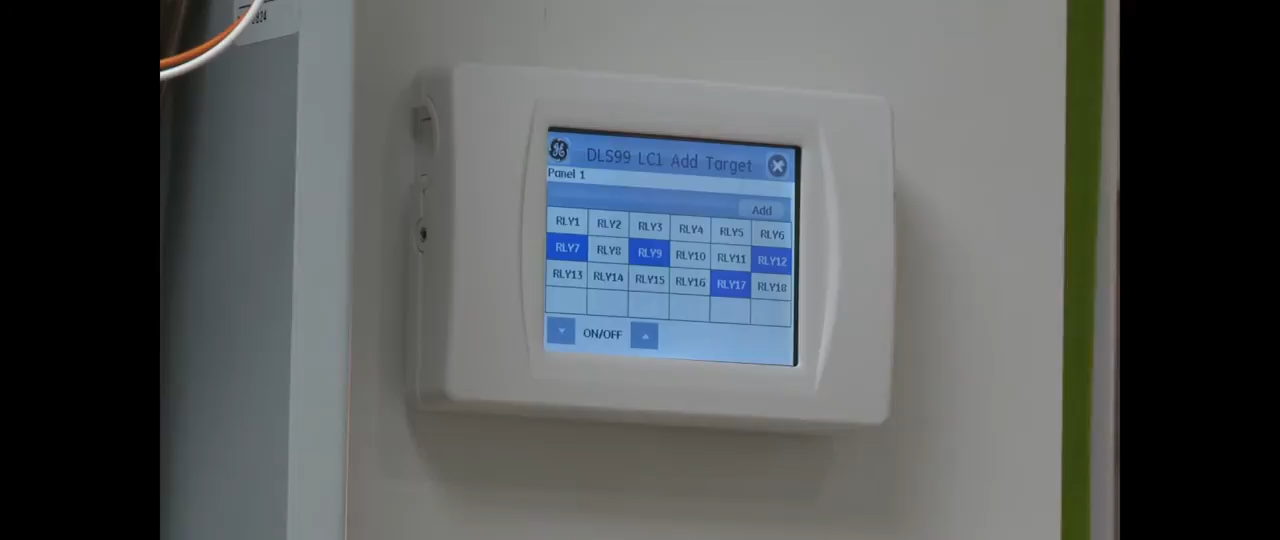 DLS99 LC1 Add Target
Panel 1
Add
RLY1 RLY2 RLY3 RLY4 RLY5 RLY6
RLY7 RLY8 RLY9 RLY10 RLY11 RLY12
RLY13 RLY14 RLY15 RLY16 RLY17 RLY18
ON/OFF